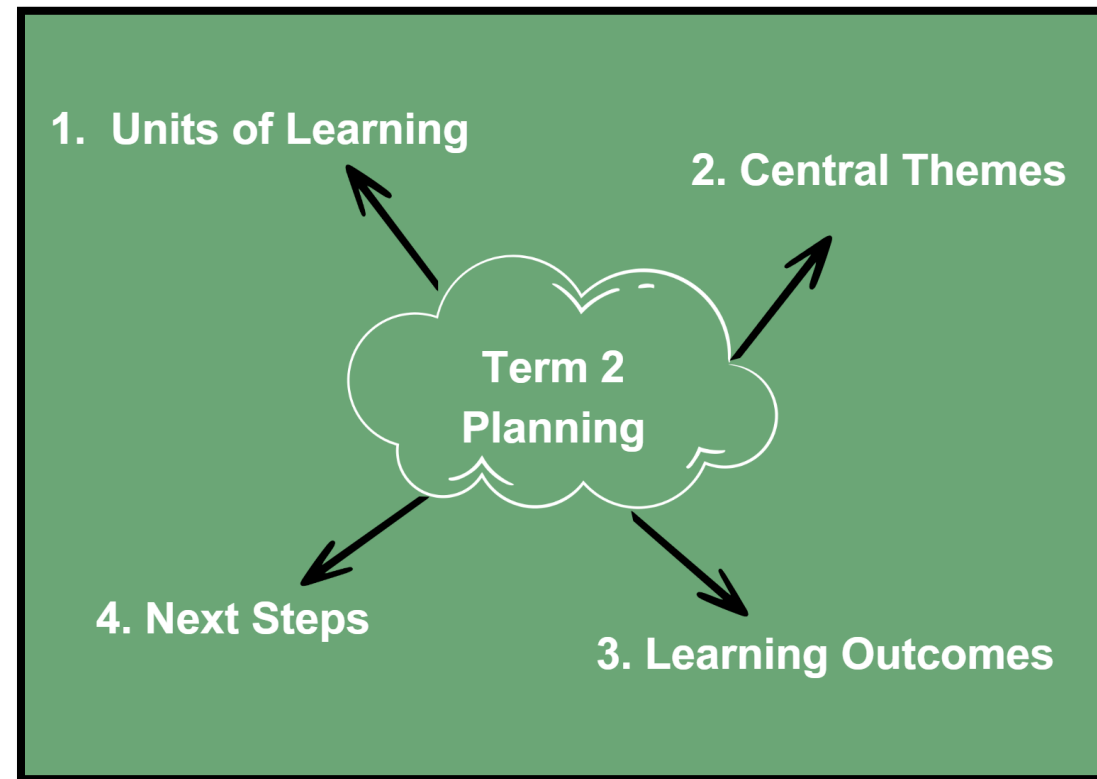 1. Units of Learning
2. Central Themes
Term 2
Planning
4. Next Steps
3. Learning Outcomes